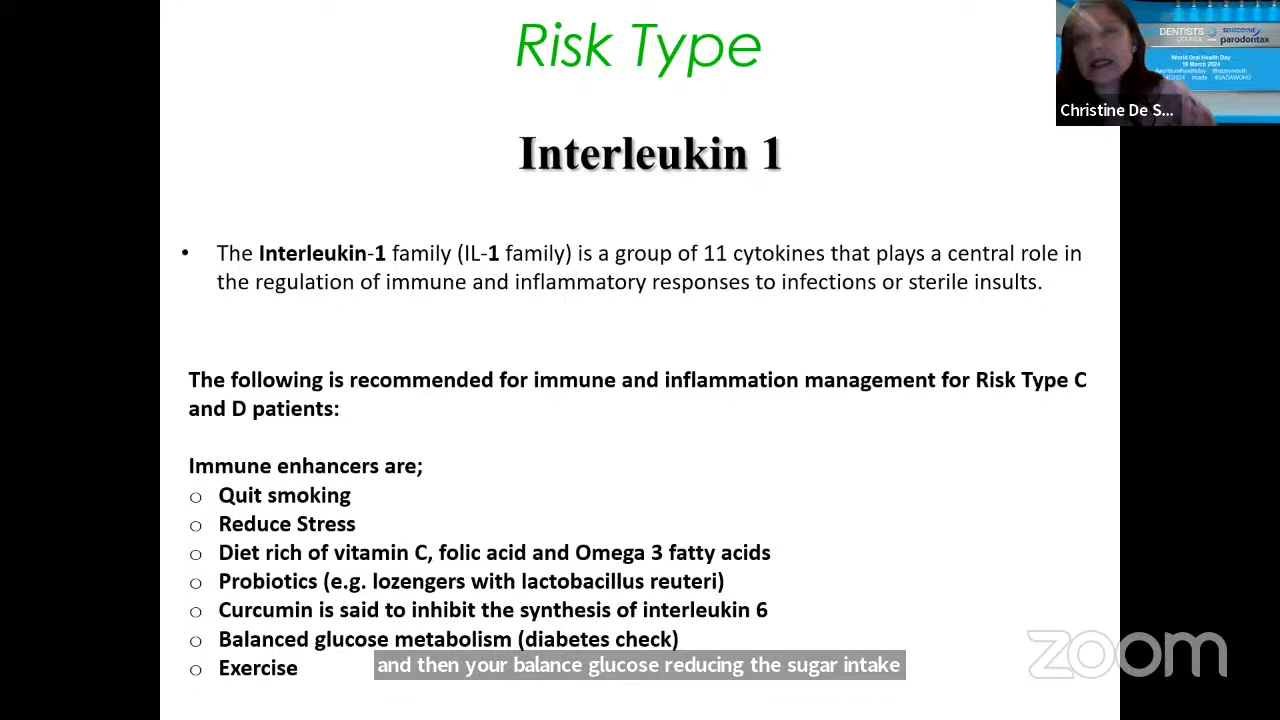 Risk Type
DENTISTS
COUNCIL
SENSODYNE
parodontax
World Oral Health Day
19 March 2024
Christine De S...
Interleukin 1
• The Interleukin-1 family (IL-1 family) is a group of 11 cytokines that plays a central role in
the regulation of immune and inflammatory responses to infections or sterile insults.
The following is recommended for immune and inflammation management for Risk Type C
and D patients:
Immune enhancers are;
o Quit smoking
o Reduce Stress
o Diet rich of vitamin C, folic acid and Omega 3 fatty acids
o Probiotics (e.g. lozengers with lactobacillus reuteri)
o Curcumin is said to inhibit the synthesis of interleukin 6
o Balanced glucose metabolism (diabetes check)
o Exercise
and then your balance glucose reducing the sugar intake
zoom